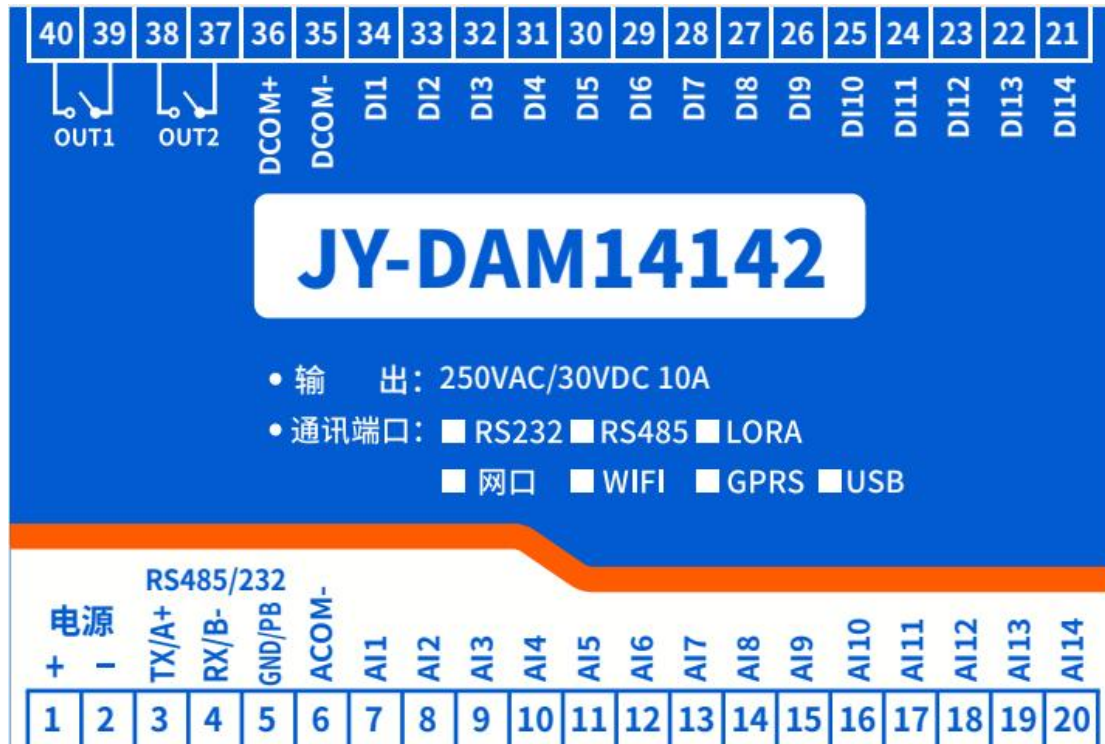 40 39 38 37 36 35 34 33 32 31 30 29 28 27 26 25 24 23 22 21
OUT1 OUT2 DCOM+ DCOM- DI1 DI2 DI3 DI4 DI5 DI6 DI7 DI8 DI9 DI10 DI11 DI12 DI13 DI14
JY-DAM14142
• 输 出：250VAC/30VDC 10A
• 通讯端口：■ RS232 ■ RS485 ■ LORA
■ 网口 ■ WIFI ■ GPRS ■ USB
RS485/232
电源
+ − TX/A+ RX/B- GND/PB ACOM- AI1 AI2 AI3 AI4 AI5 AI6 AI7 AI8 AI9 AI10 AI11 AI12 AI13 AI14
1 2 3 4 5 6 7 8 9 10 11 12 13 14 15 16 17 18 19 20